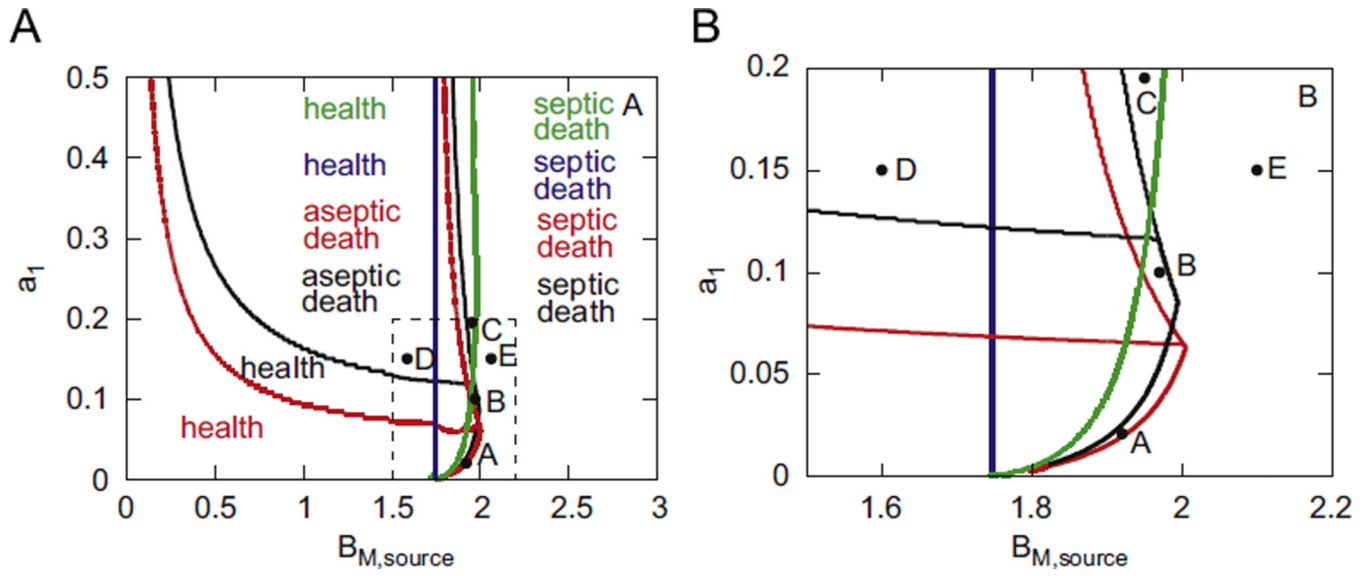 A
B
0.5
0.4
0.3
0.2
0.1
0
a1
0
0.5
1
1.5
2
2.5
3
BM,source
health
septic
death
A
health
septic
death
aseptic
death
septic
death
aseptic
death
septic
death
health
health
C
D
E
B
A
0.2
0.15
0.1
0.05
0
a1
1.6
1.8
2
2.2
BM,source
C
B
D
E
B
A